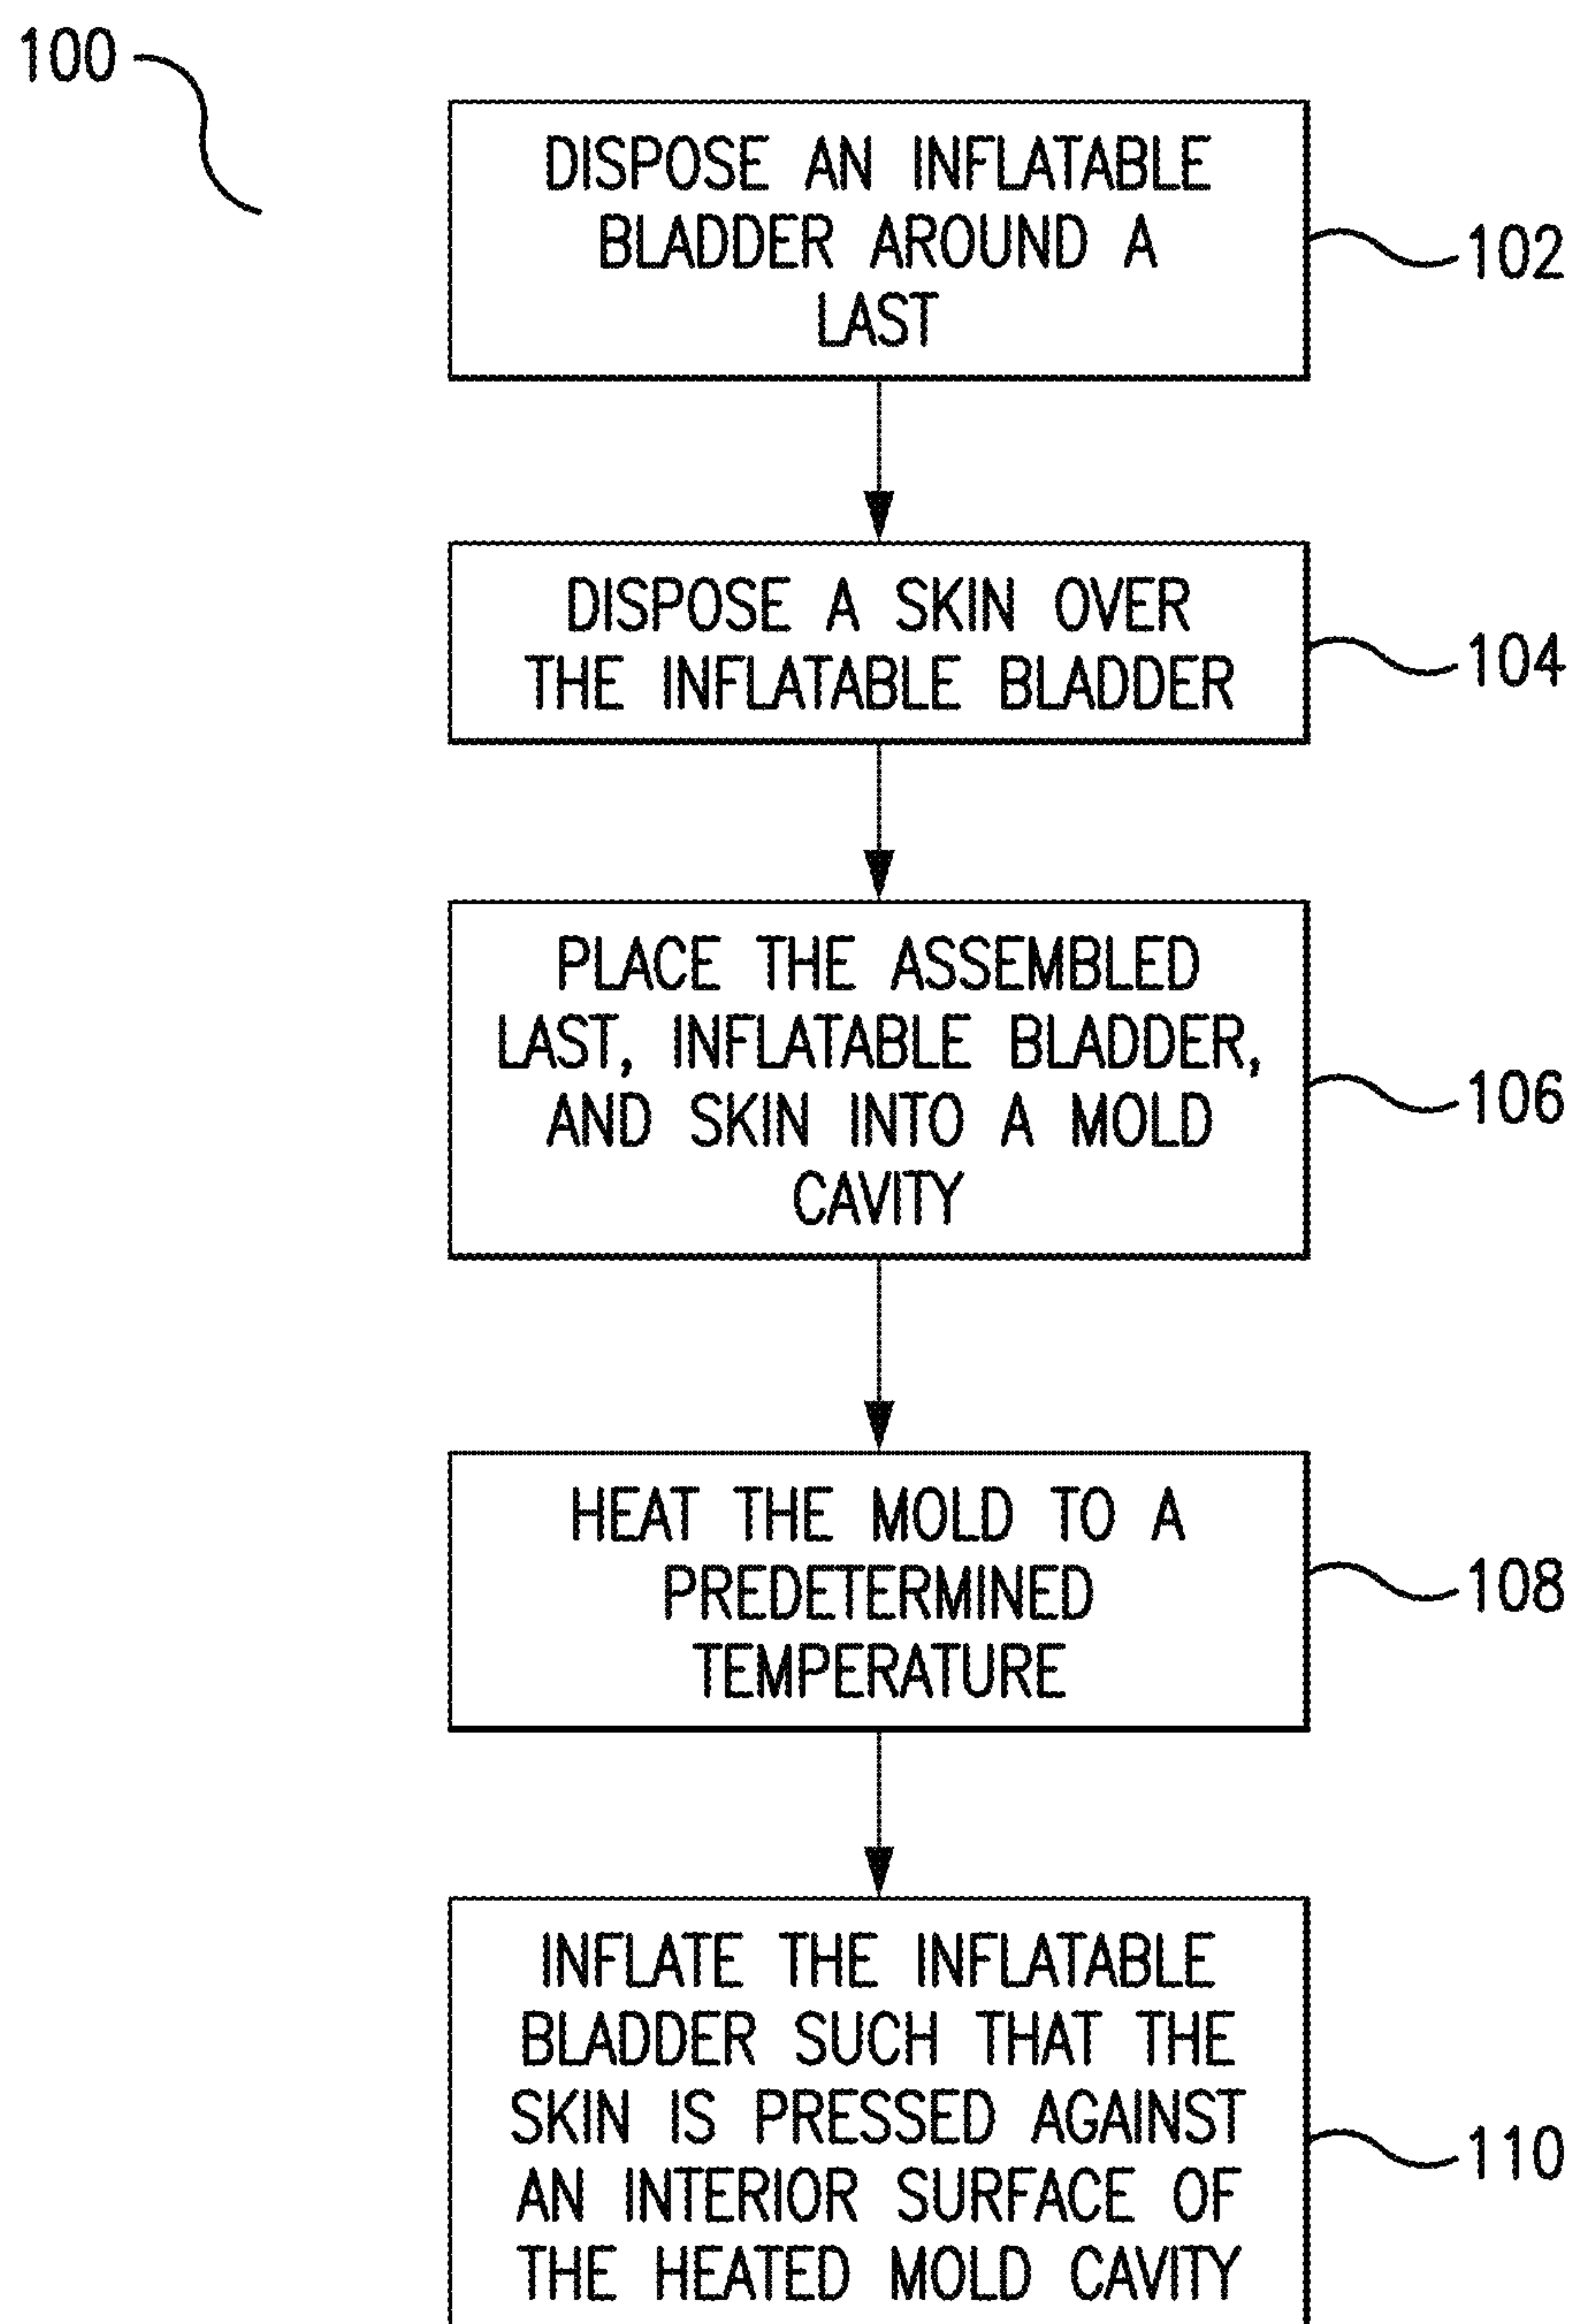 100
DISPOSE AN INFLATABLE
BLADDER AROUND A
LAST
102
DISPOSE A SKIN OVER
THE INFLATABLE BLADDER
104
PLACE THE ASSEMBLED
LAST, INFLATABLE BLADDER,
AND SKIN INTO A MOLD
CAVITY
106
HEAT THE MOLD TO A
PREDETERMINED
TEMPERATURE
108
INFLATE THE INFLATABLE
BLADDER SUCH THAT THE
SKIN IS PRESSED AGAINST
AN INTERIOR SURFACE OF
THE HEATED MOLD CAVITY
110